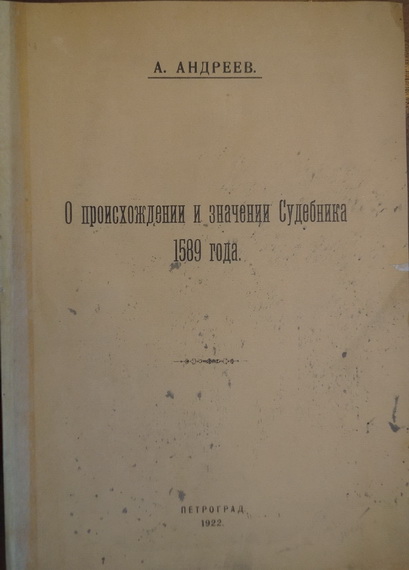 А. АНДРЕЕВ.
О происхождении и значении Судебника
1589 года.
ПЕТРОГРАД
1922.